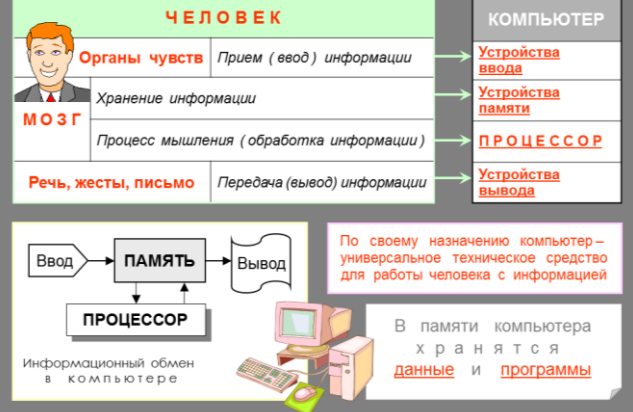 ЧЕЛОВЕК
КОМПЬЮТЕР
Органы чувств
Прием ( ввод ) информации
Устройства
ввода
МОЗГ
Хранение информации
Устройства
памяти
Процесс мышления ( обработка информации )
ПРОЦЕССОР
Речь, жесты, письмо
Передача (вывод) информации
Устройства
вывода
Ввод
ПАМЯТЬ
Вывод
ПРОЦЕССОР
Информационный обмен
в компьютере
По своему назначению компьютер –
универсальное техническое средство
для работы человека с информацией
В памяти компьютера
хранятся
данные и программы